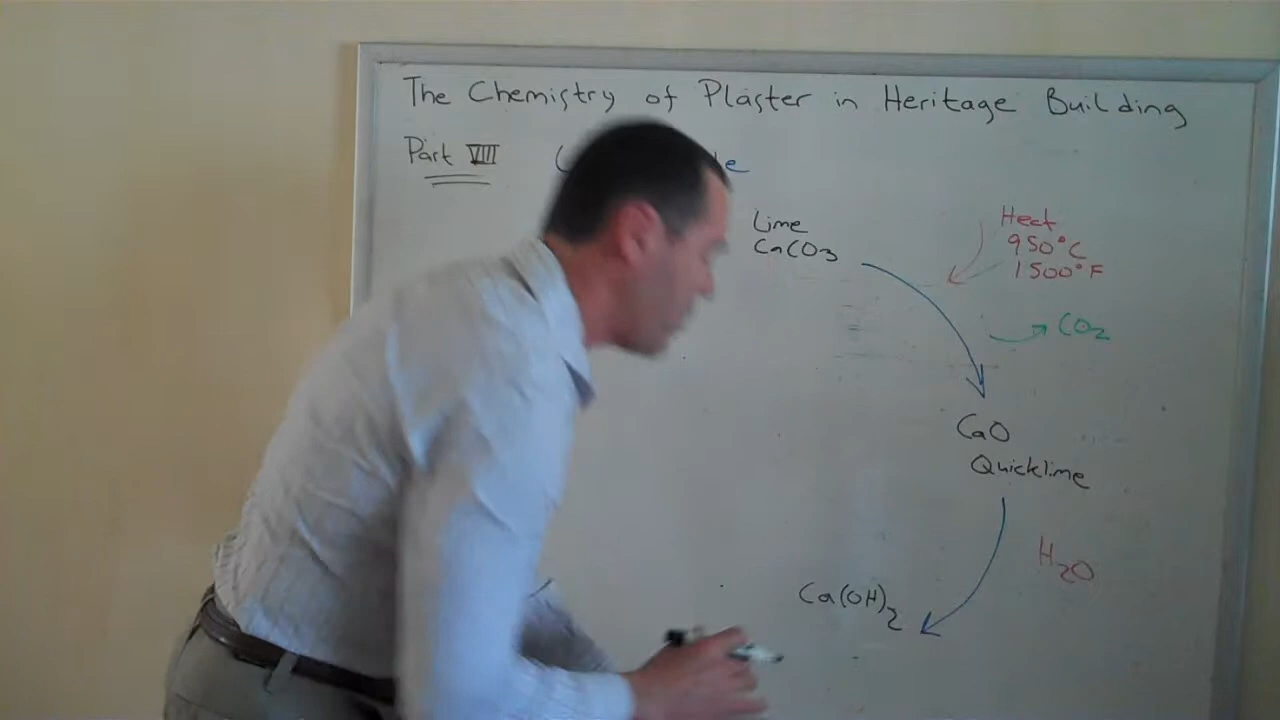 The Chemistry of Plaster in Heritage Building
Part VIII
Lime
CaCO3
Heat
950°C
1500°F
CO2
CaO
Quicklime
H2O
Ca(OH)2